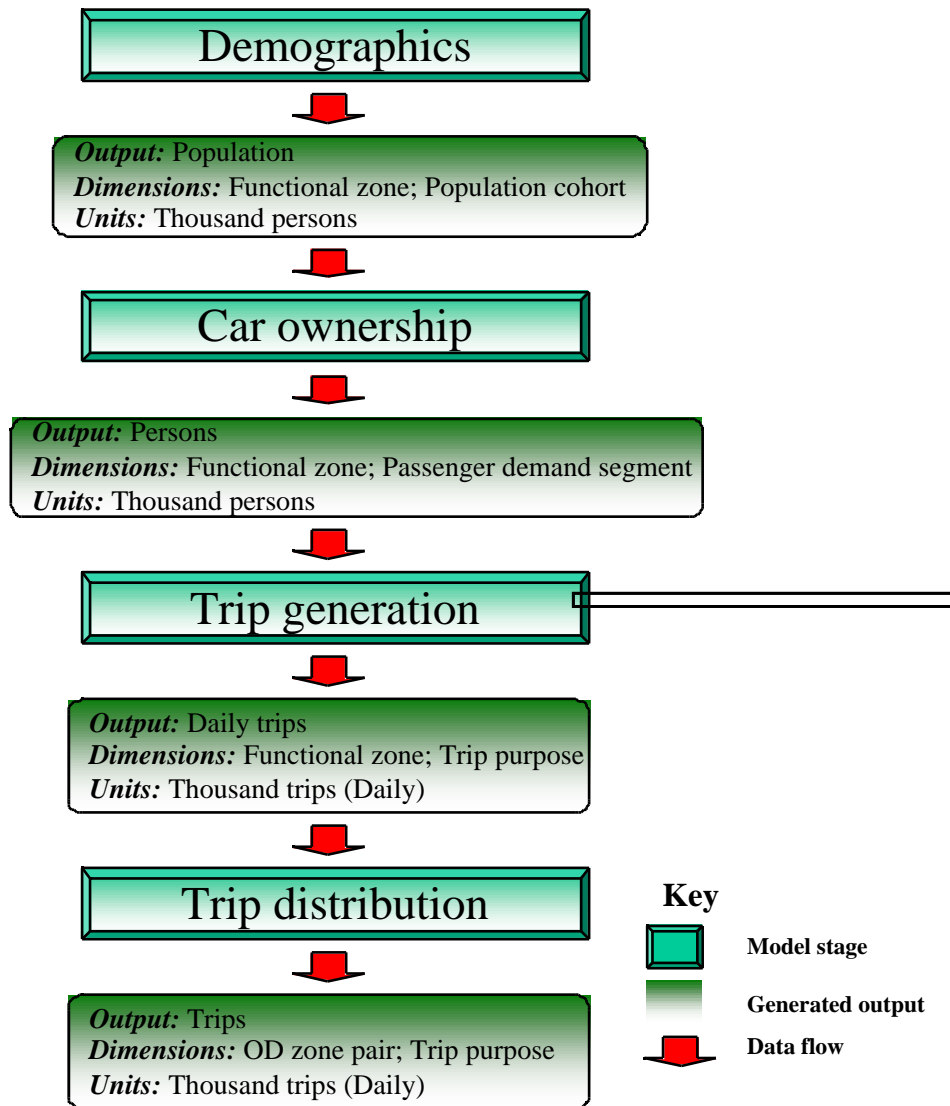 Demographics
Output: Population
Dimensions: Functional zone; Population cohort
Units: Thousand persons
Car ownership
Output: Persons
Dimensions: Functional zone; Passenger demand segment
Units: Thousand persons
Trip generation
Output: Daily trips
Dimensions: Functional zone; Trip purpose
Units: Thousand trips (Daily)
Trip distribution
Output: Trips
Dimensions: OD zone pair; Trip purpose
Units: Thousand trips (Daily)
Key
Model stage
Generated output
Data flow